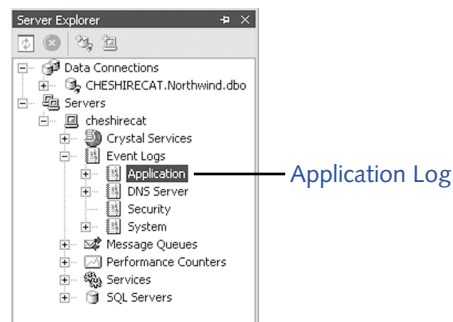 Server Explorer
Data Connections
CHESHIRECAT.Northwind.dbo
Servers
cheshirecat
Crystal Services
Event Logs
Application
Application Log
DNS Server
Security
System
Message Queues
Performance Counters
Services
SQL Servers